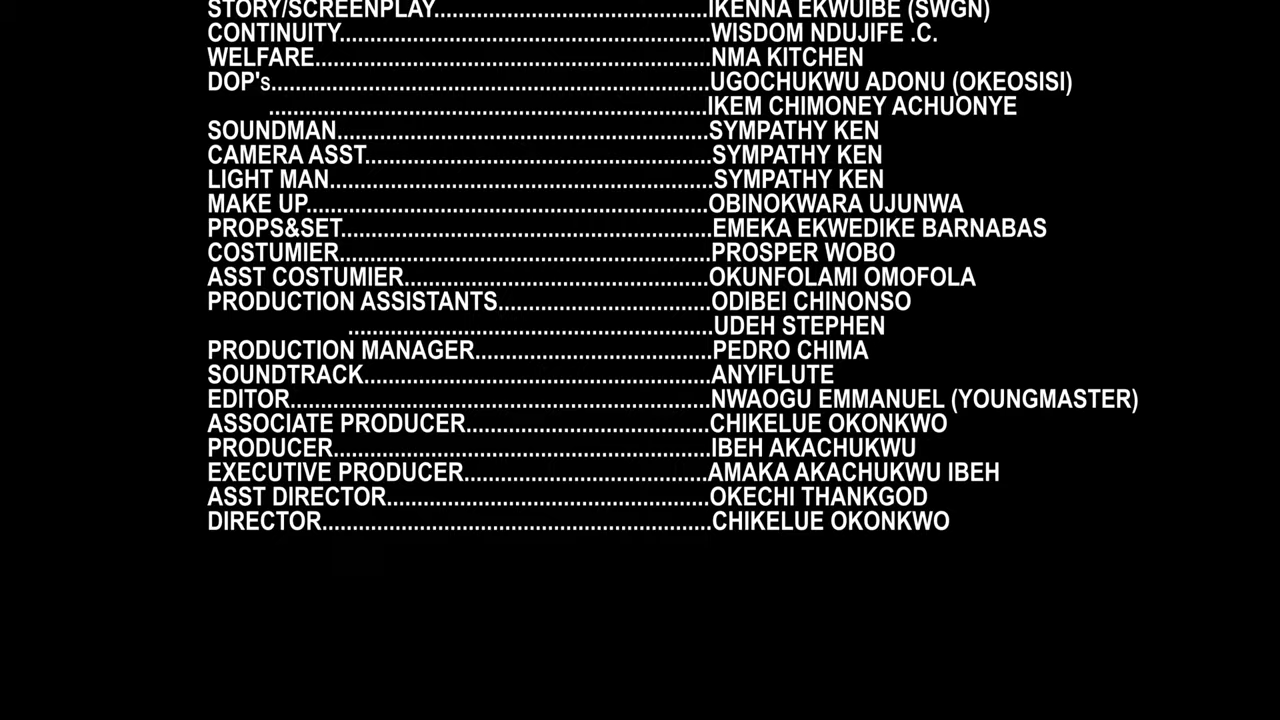 STORY/SCREENPLAY.............................................IKENNA EKWUIBE (SWGN)
CONTINUITY.............................................................WISDOM NDUJIFE .C.
WELFARE.................................................................NMA KITCHEN
DOP's........................................................................UGOCHUKWU ADONU (OKEOSISI)
........................................................................IKEM CHIMONEY ACHUONYE
SOUNDMAN.............................................................SYMPATHY KEN
CAMERA ASST.........................................................SYMPATHY KEN
LIGHT MAN...............................................................SYMPATHY KEN
MAKE UP..................................................................OBINOKWARA UJUNWA
PROPS&SET.............................................................EMEKA EKWEDIKE BARNABAS
COSTUMIER.............................................................PROSPER WOBO
ASST COSTUMIER..................................................OKUNFOLAMI OMOFOLA
PRODUCTION ASSISTANTS...................................ODIBEI CHINONSO
............................................................UDEH STEPHEN
PRODUCTION MANAGER.......................................PEDRO CHIMA
SOUNDTRACK.........................................................ANYIFLUTE
EDITOR.....................................................................NWAOGU EMMANUEL (YOUNGMASTER)
ASSOCIATE PRODUCER........................................CHIKELUE OKONKWO
PRODUCER..............................................................IBEH AKACHUKWU
EXECUTIVE PRODUCER........................................AMAKA AKACHUKWU IBEH
ASST DIRECTOR.....................................................OKECHI THANKGOD
DIRECTOR................................................................CHIKELUE OKONKWO